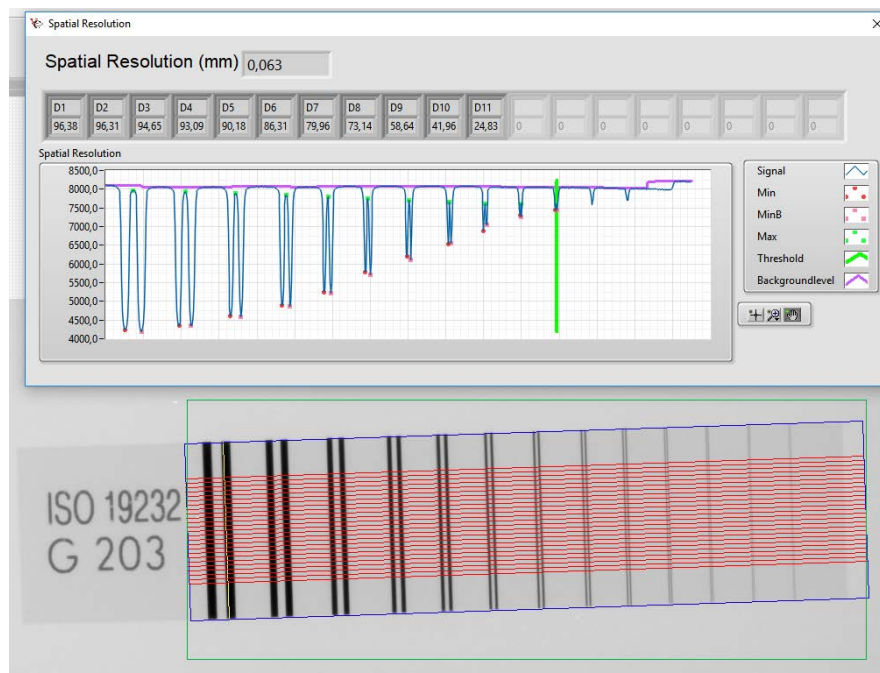 Spatial Resolution
Spatial Resolution (mm) 0,063
D1 D2 D3 D4 D5 D6 D7 D8 D9 D10 D11
96,38 96,31 94,65 93,09 90,18 86,31 79,96 73,14 58,64 41,96 24,83 0 0 0 0 0 0 0 0
Spatial Resolution
8500,0
8000,0
7500,0
7000,0
6500,0
6000,0
5500,0
5000,0
4500,0
4000,0
Signal
Min
MinB
Max
Threshold
Backgroundlevel
ISO 19232
G 203